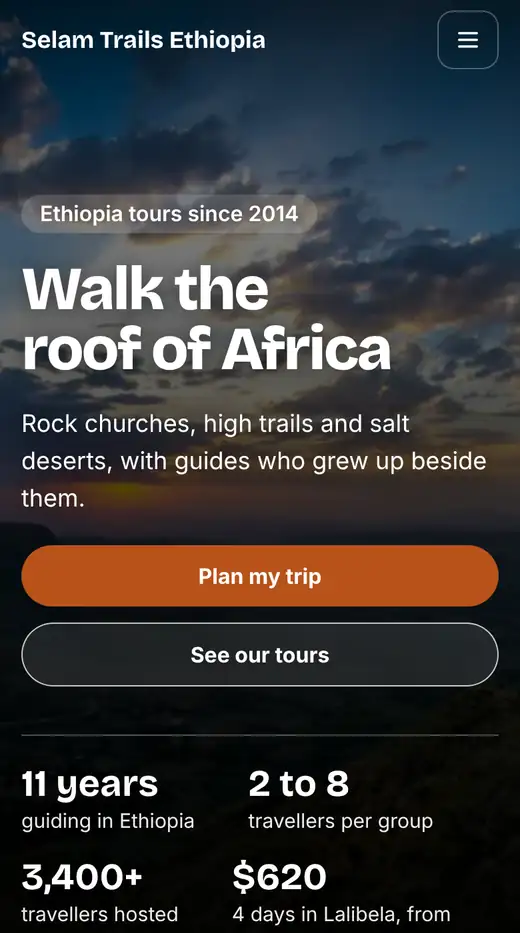 Selam Trails Ethiopia
Ethiopia tours since 2014
Walk the
roof of Africa
Rock churches, high trails and salt
deserts, with guides who grew up beside
them.
Plan my trip
See our tours
11 years
guiding in Ethiopia
2 to 8
travellers per group
3,400+
travellers hosted
$620
4 days in Lalibela, from